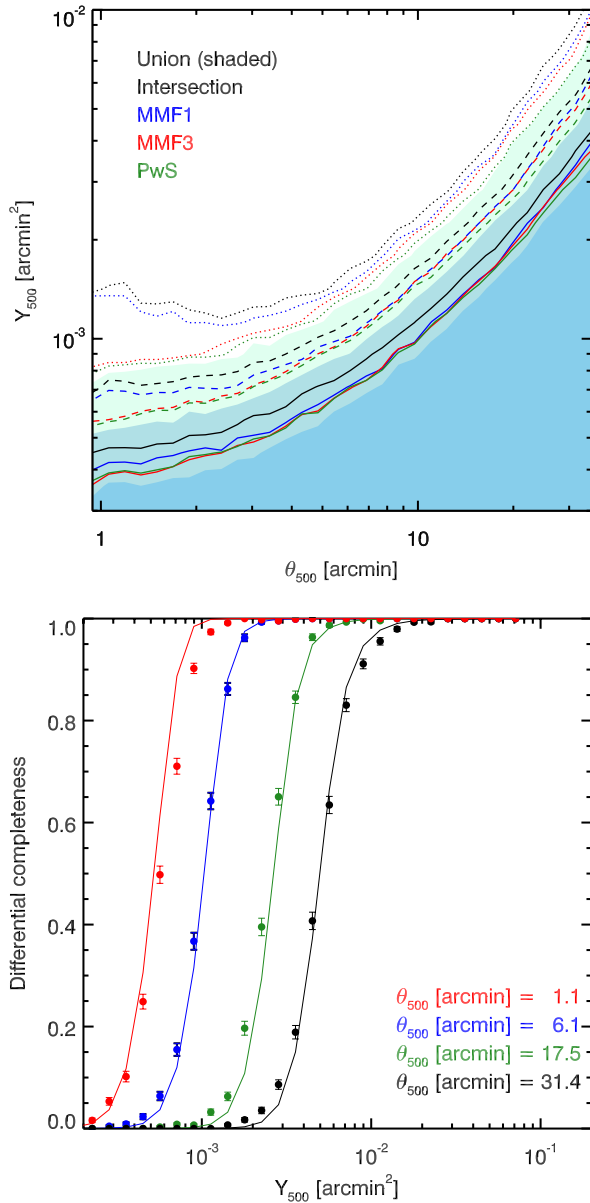 10⁻²
Union (shaded)
Intersection
MMF1
MMF3
PwS
Y₅₀₀ [arcmin²]
10⁻³
1
10
θ₅₀₀ [arcmin]
1.0
0.8
0.6
0.4
0.2
0.0
Differential completeness
θ₅₀₀ [arcmin] = 1.1
θ₅₀₀ [arcmin] = 6.1
θ₅₀₀ [arcmin] = 17.5
θ₅₀₀ [arcmin] = 31.4
10⁻³
10⁻²
10⁻¹
Y₅₀₀ [arcmin²]